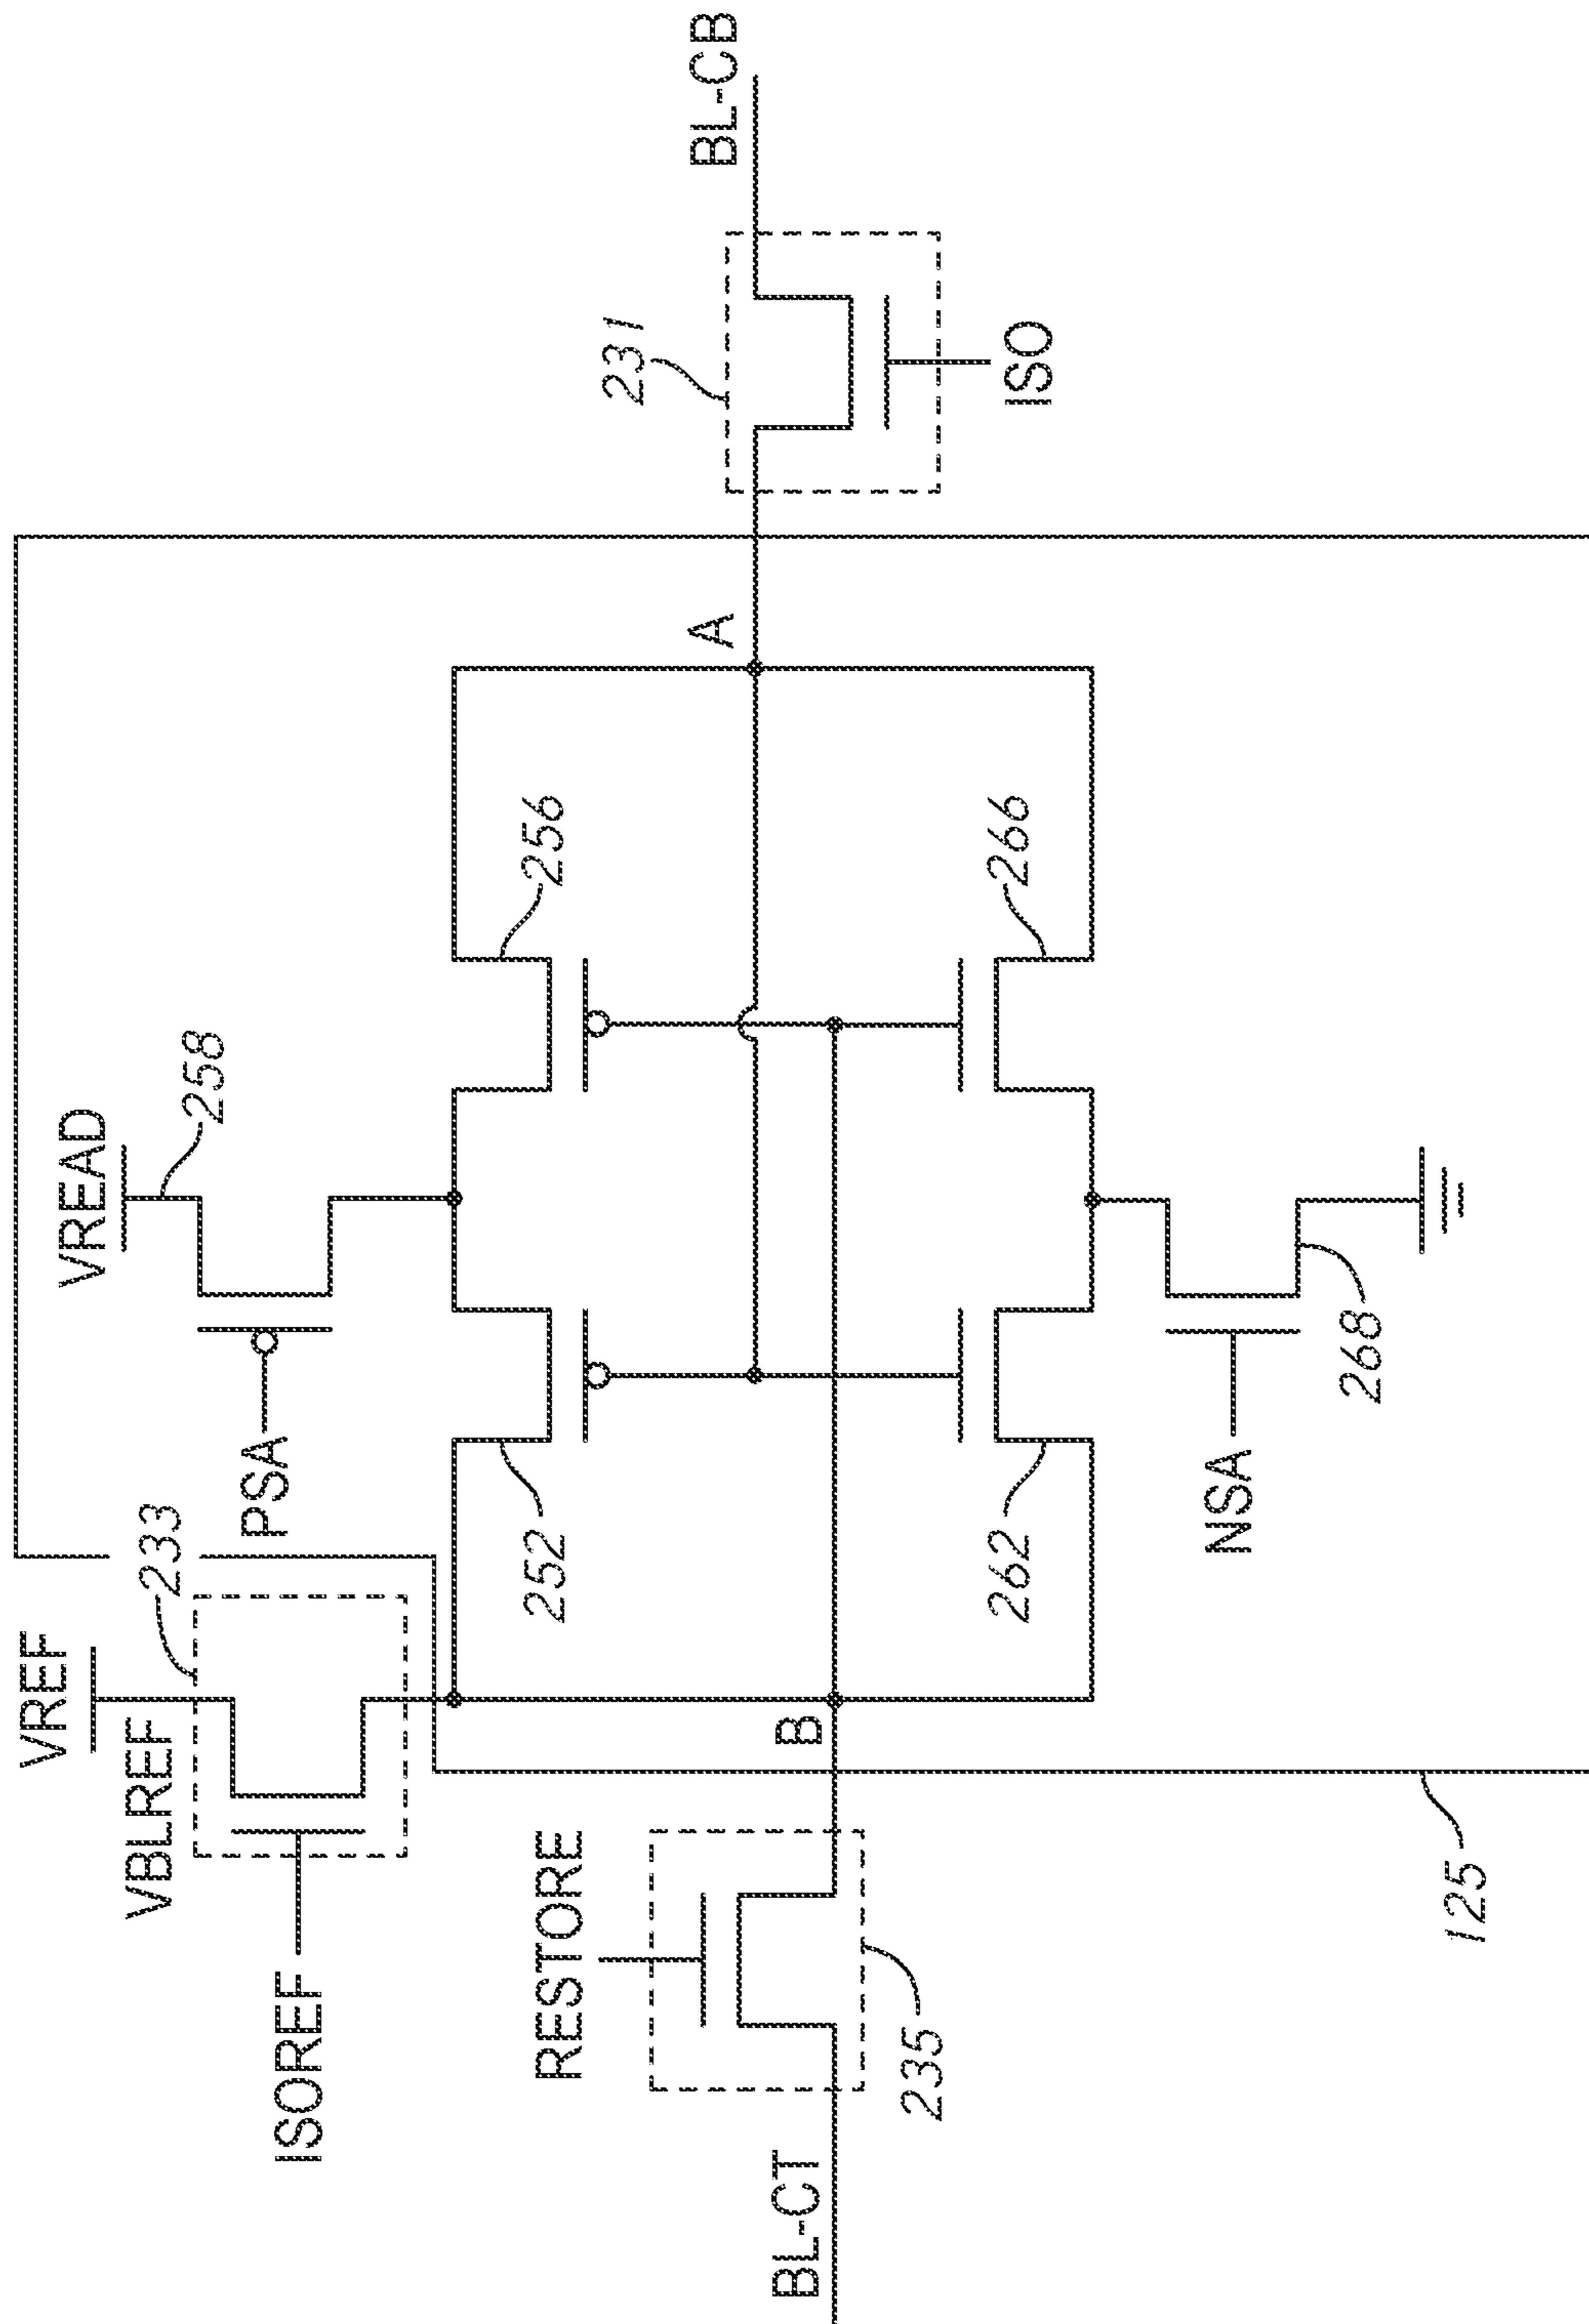 VREF
VREAD
VBLREF
233
258
ISOREF
PSA
RESTORE
252
256
231
BL-CB
BL-CT
B
A
235
262
266
ISO
NSA
268
125